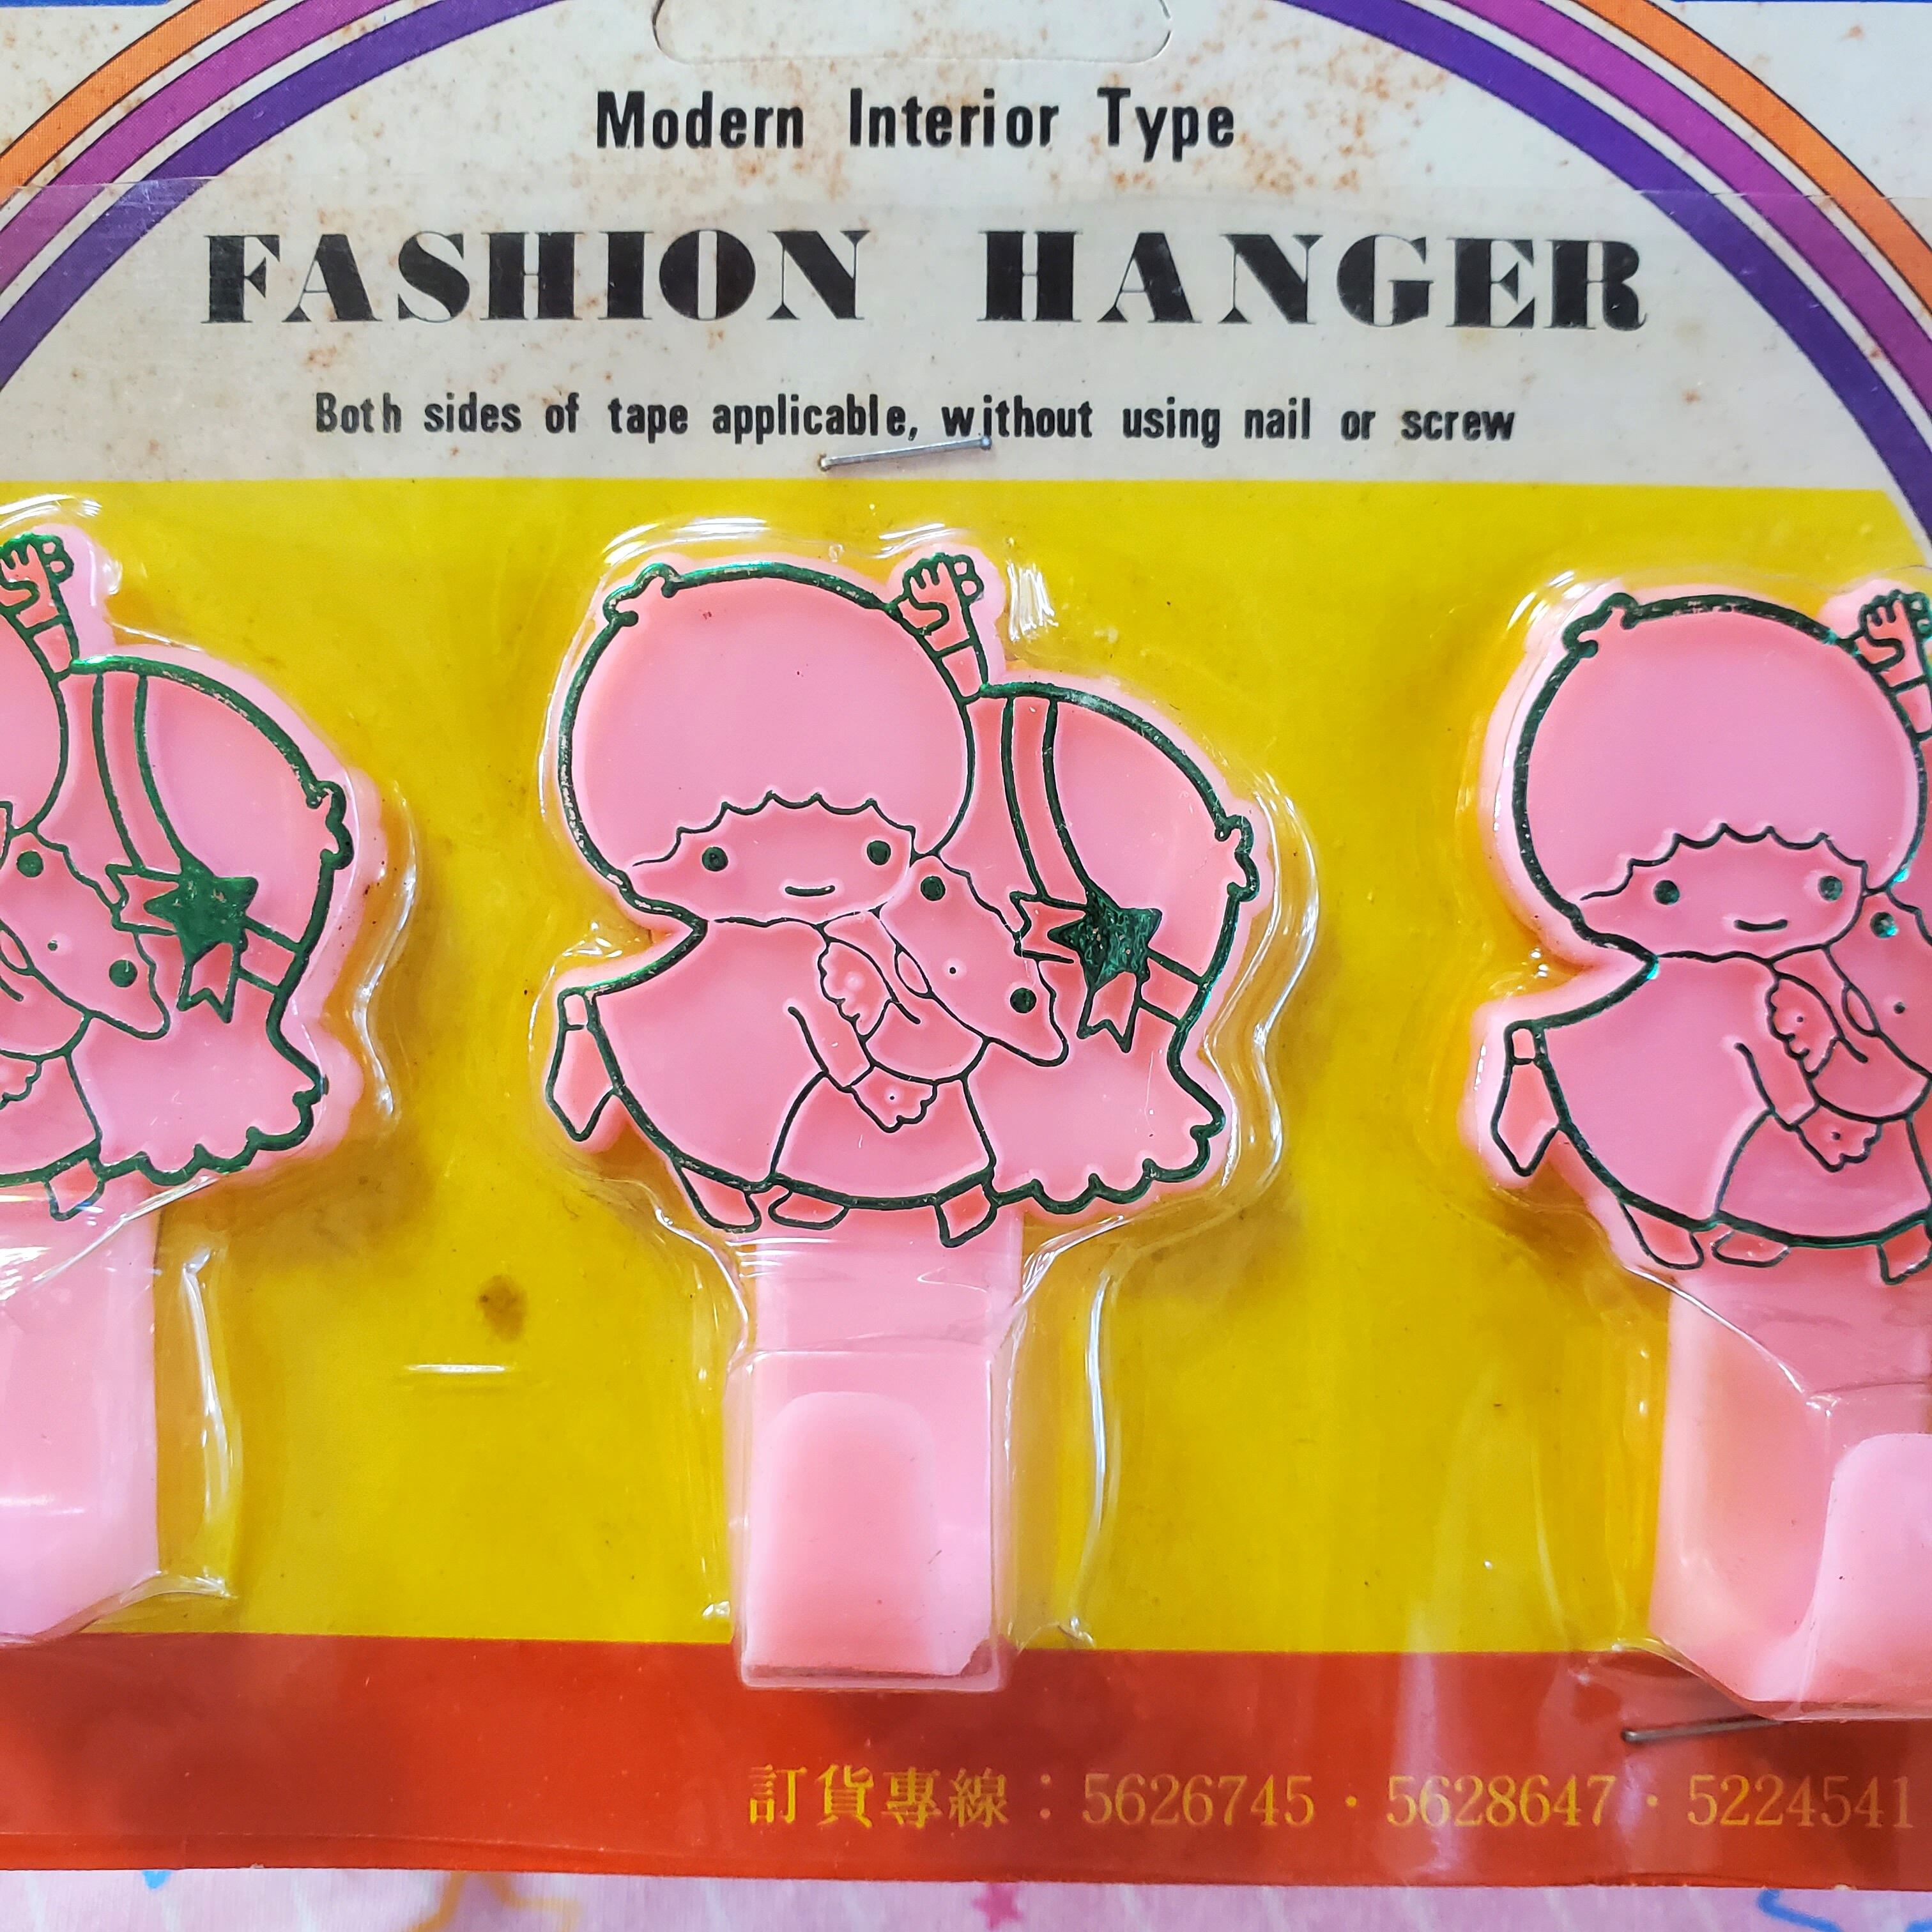 Modern Interior Type
FASHION HANGER
Both sides of tape applicable, without using nail or screw
訂貨專線：5626745・5628647・5224541